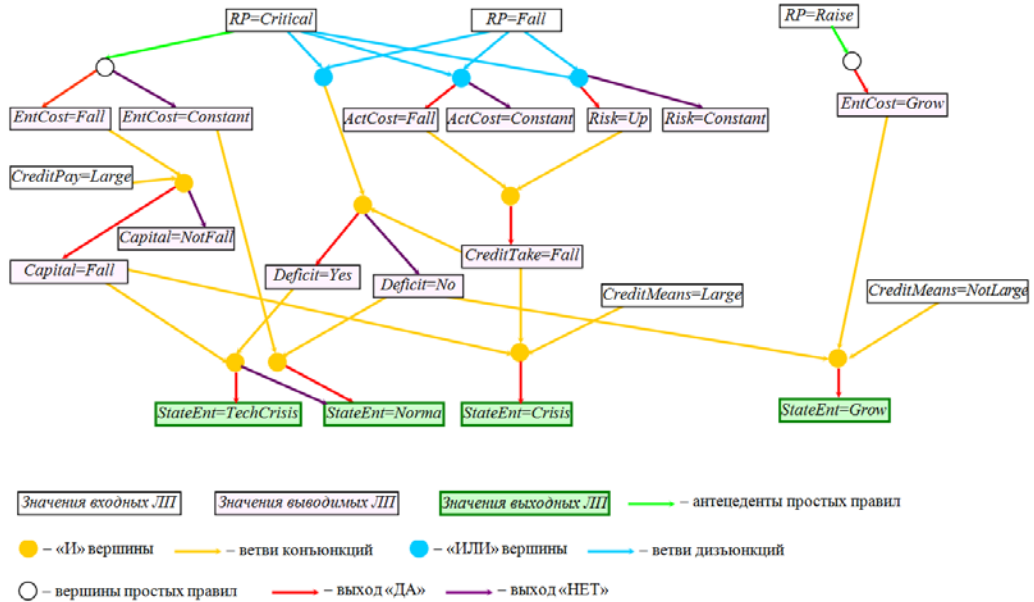 RP=Critical
RP=Fall
RP=Raise
EntCost=Fall
EntCost=Constant
ActCost=Fall
ActCost=Constant
Risk=Up
Risk=Constant
EntCost=Grow
CreditPay=Large
Capital=NotFall
Capital=Fall
Deficit=Yes
Deficit=No
CreditTake=Fall
CreditMeans=Large
CreditMeans=NotLarge
StateEnt=TechCrisis
StateEnt=Norma
StateEnt=Crisis
StateEnt=Grow
Значения входных ЛП
Значения выводимых ЛП
Значения выходных ЛП
– антецеденты простых правил
– «И» вершины
– ветви конъюнкций
– «ИЛИ» вершины
– ветви дизъюнкций
– вершины простых правил
– выход «ДА»
– выход «НЕТ»